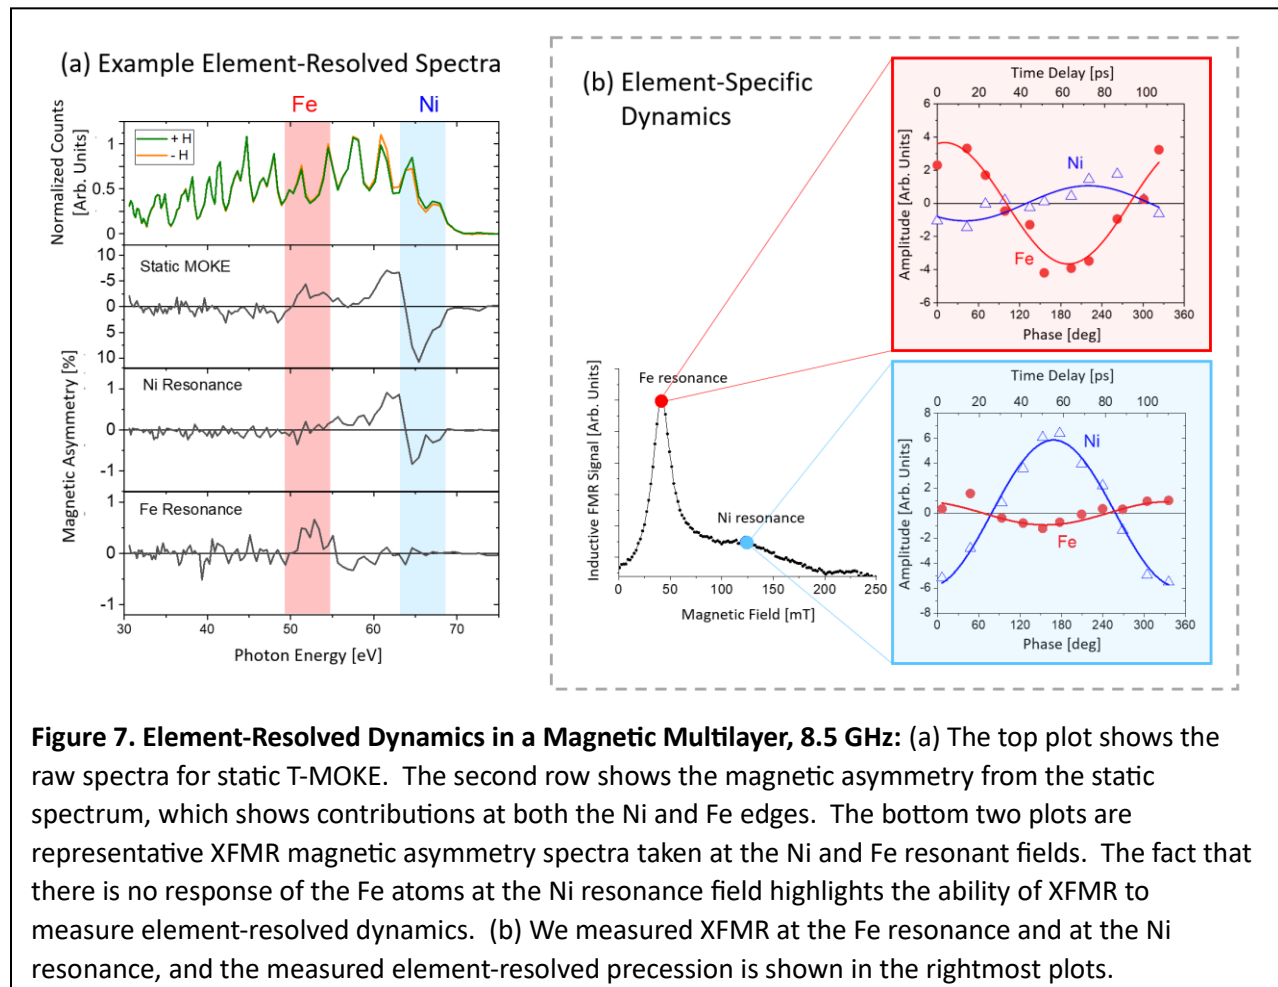 (a) Example Element-Resolved Spectra
Fe
Ni
+ H
- H
Normalized Counts
[Arb. Units]
1
0.5
0
Static MOKE
10
-5
0
5
10
Magnetic Asymmetry [%]
Ni Resonance
1
0
-1
Fe Resonance
1
0
-1
30
40
50
60
70
Photon Energy [eV]
(b) Element-Specific
Dynamics
Inductive FMR Signal [Arb. Units]
Fe resonance
Ni resonance
0
50
100
150
200
250
Magnetic Field [mT]
Time Delay [ps]
0 20 40 60 80 100
Amplitude [Arb. Units]
6
4
2
0
-2
-4
-6
Ni
Fe
0 60 120 180 240 300 360
Phase [deg]
Time Delay [ps]
0 20 40 60 80 100
Amplitude [Arb. Units]
8
6
4
2
0
-2
-4
-6
-8
Ni
Fe
0 60 120 180 240 300 360
Phase [deg]
Figure 7. Element-Resolved Dynamics in a Magnetic Multilayer, 8.5 GHz: (a) The top plot shows the
raw spectra for static T-MOKE. The second row shows the magnetic asymmetry from the static
spectrum, which shows contributions at both the Ni and Fe edges. The bottom two plots are
representative XFMR magnetic asymmetry spectra taken at the Ni and Fe resonant fields. The fact that
there is no response of the Fe atoms at the Ni resonance field highlights the ability of XFMR to
measure element-resolved dynamics. (b) We measured XFMR at the Fe resonance and at the Ni
resonance, and the measured element-resolved precession is shown in the rightmost plots.